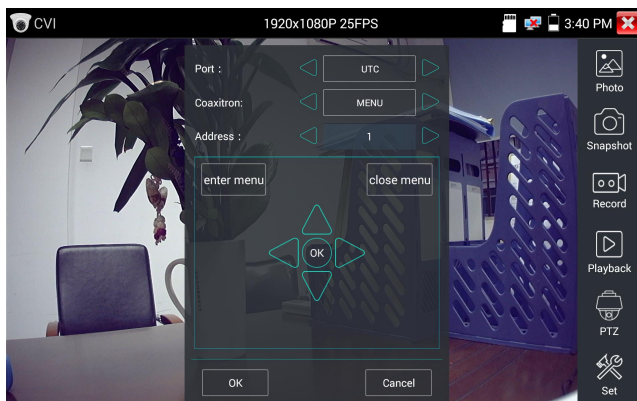 CVI 1920x1080P 25FPS 3:40 PM
Port : UTC
Coaxitron: MENU
Address : 1
enter menu close menu
OK
OK Cancel
Photo
Snapshot
Record
Playback
PTZ
Set